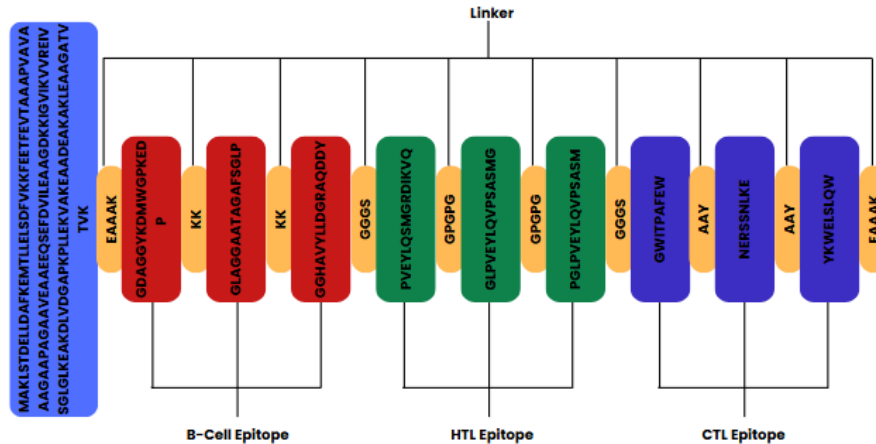 Linker
MAKLSTDELLDAFKEMTLLELSDFVKKFEETFEVTAAAPVAVA
AAGAAPAGAAVEAAEEQSEFDVILEAAGDKKIGVIKVVREIV
SGLGLKEAKDLVDGAPKPLLEKVAKEAADEAKAKLEAAGATV
TVK
EAAAK
GDAGGYKDMWGPKED
P
KK
GLAGGAATAGAFSGLP
KK
GGHAVYLLDGRAQDDY
GGGS
PVEYLQSMGRDIKVQ
GPGPG
GLPVEYLQVPSASMG
GPGPG
PGLPVEYLQVPSASM
GGGS
GWITPAFEW
AAY
NERSSNLKE
AAY
YKWELSLQW
EAAAK
B-Cell Epitope
HTL Epitope
CTL Epitope